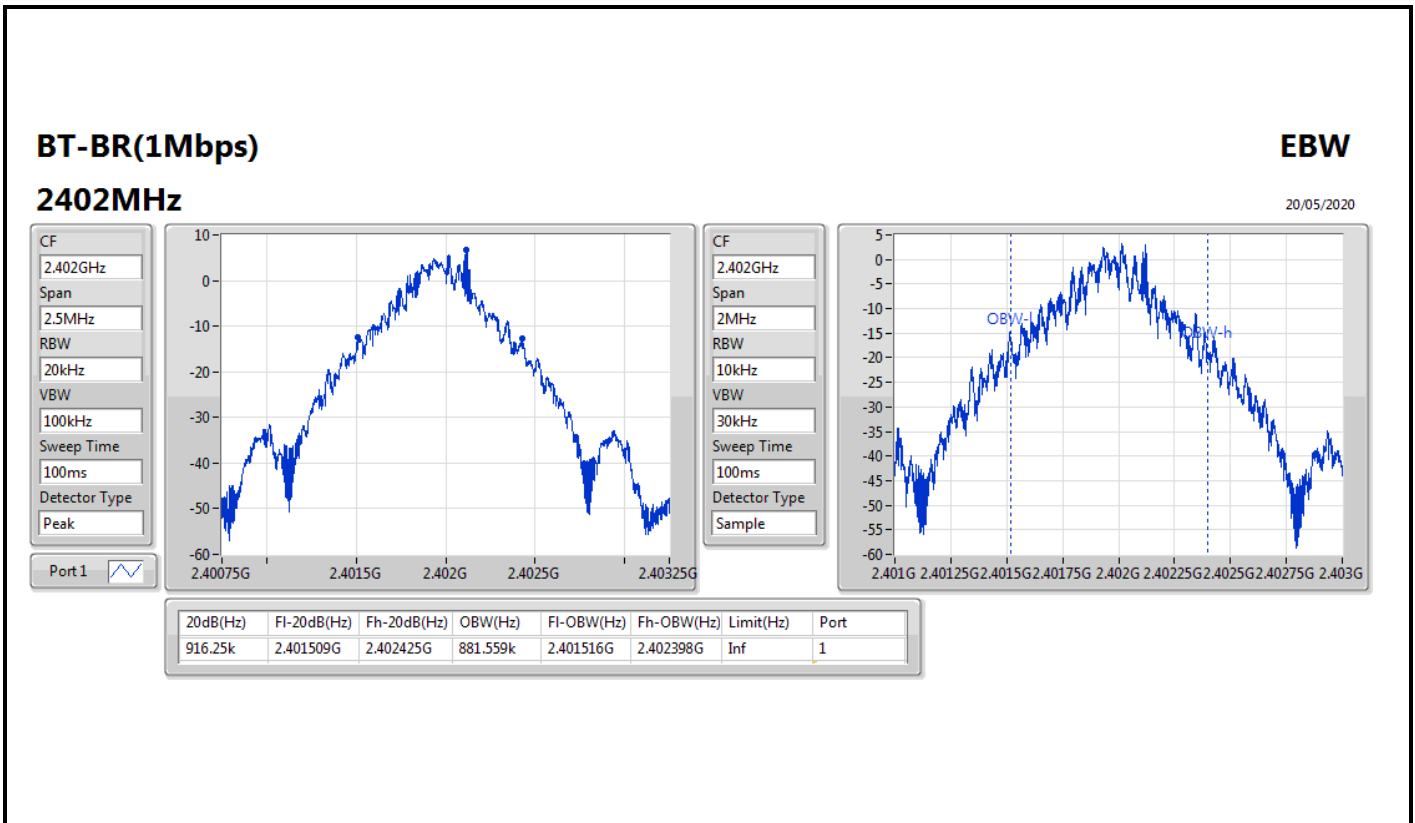 BT-BR(1Mbps)
EBW
2402MHz
20/05/2020
CF
2.402GHz
Span
2.5MHz
RBW
20kHz
VBW
100kHz
Sweep Time
100ms
Detector Type
Peak
Port 1
10
0
-10
-20
-30
-40
-50
-60
2.40075G 2.4015G 2.402G 2.4025G 2.40325G
CF
2.402GHz
Span
2MHz
RBW
10kHz
VBW
30kHz
Sweep Time
100ms
Detector Type
Sample
5
0
-5
-10
-15
-20
-25
-30
-35
-40
-45
-50
-55
-60
OBW-l
OBW-h
2.401G 2.40125G 2.4015G 2.40175G 2.402G 2.40225G 2.4025G 2.40275G 2.403G
20dB(Hz) Fl-20dB(Hz) Fh-20dB(Hz) OBW(Hz) Fl-OBW(Hz) Fh-OBW(Hz) Limit(Hz) Port
916.25k 2.401509G 2.402425G 881.559k 2.401516G 2.402398G Inf 1